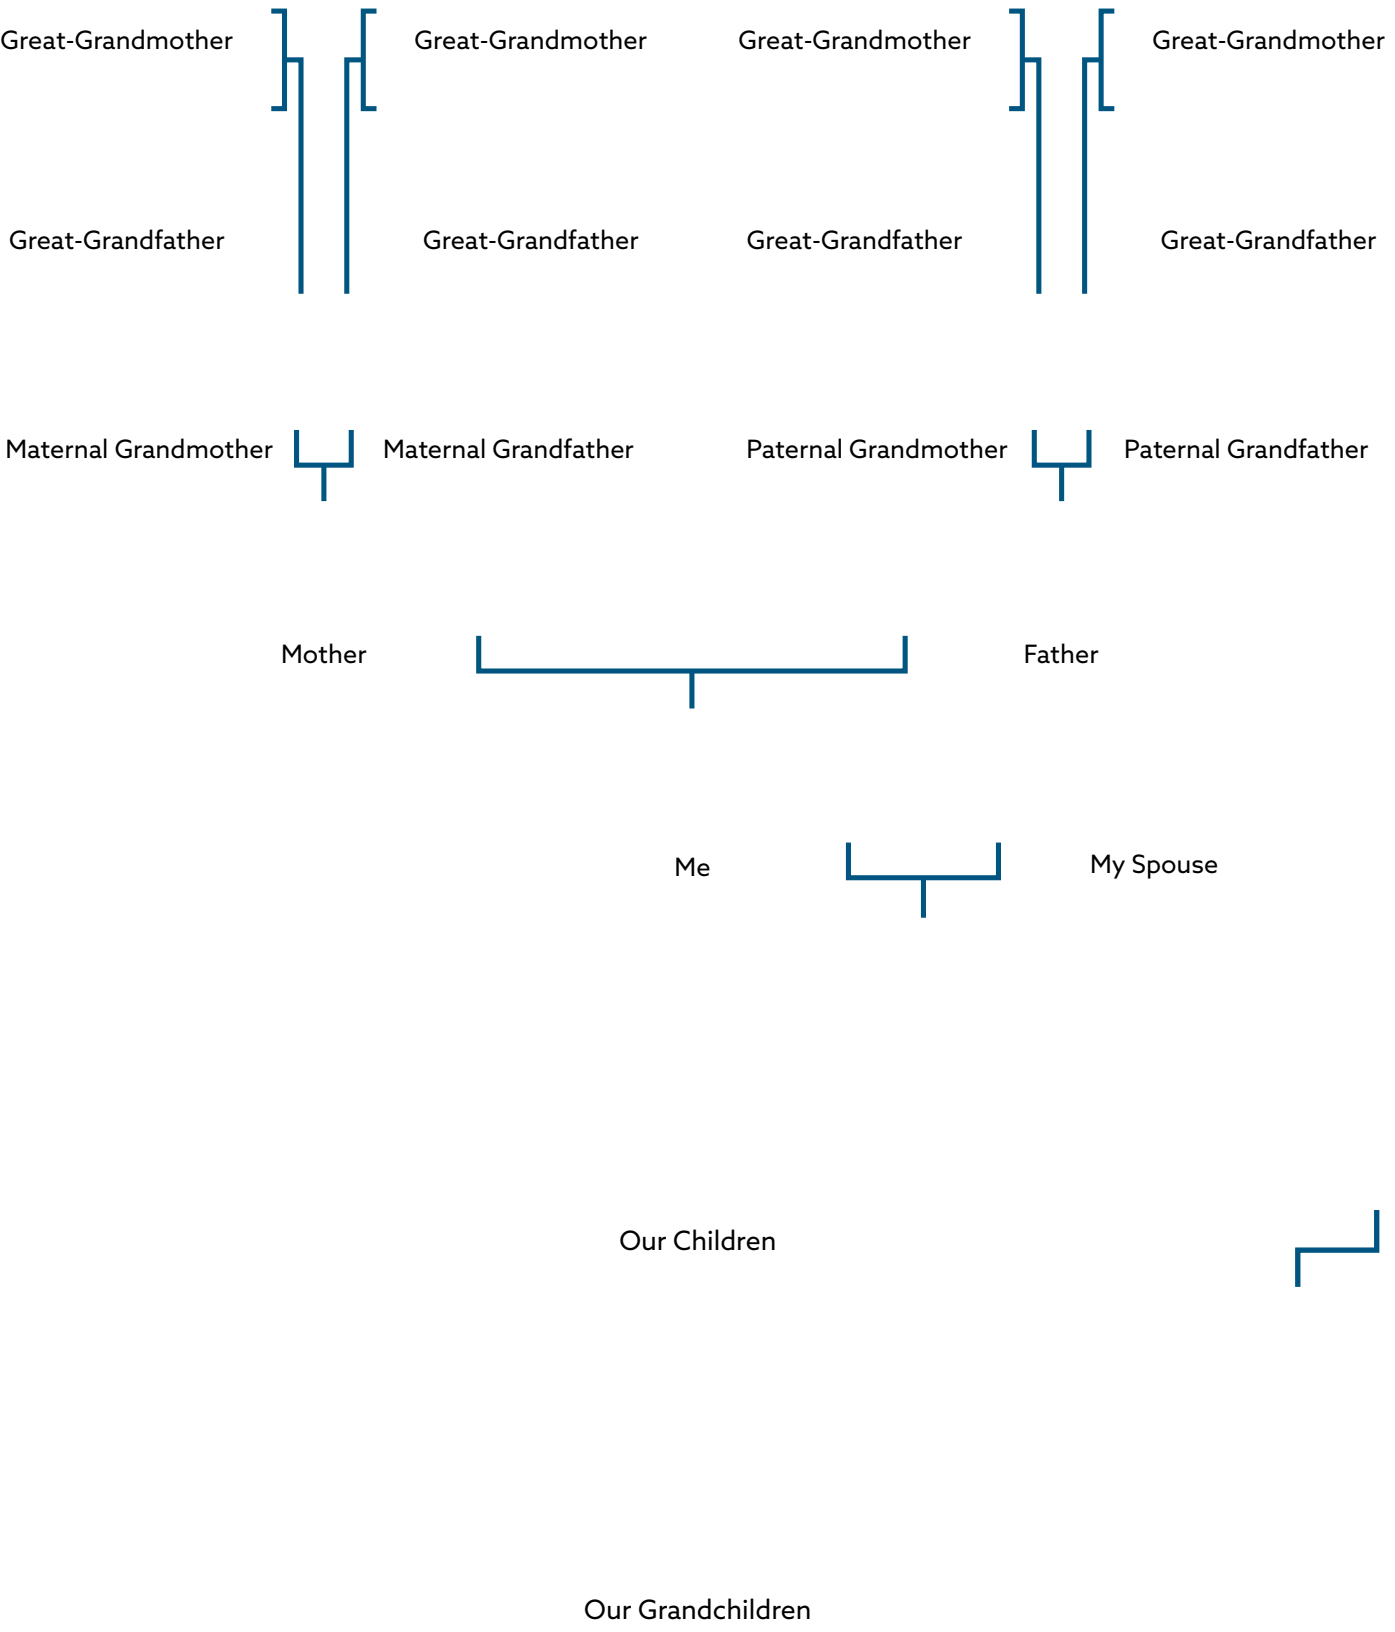 Great-Grandmother Great-Grandmother Great-Grandmother Great-Grandmother
Great-Grandfather Great-Grandfather Great-Grandfather Great-Grandfather
Maternal Grandmother Maternal Grandfather Paternal Grandmother Paternal Grandfather
Mother Father
Me My Spouse
Our Children
Our Grandchildren